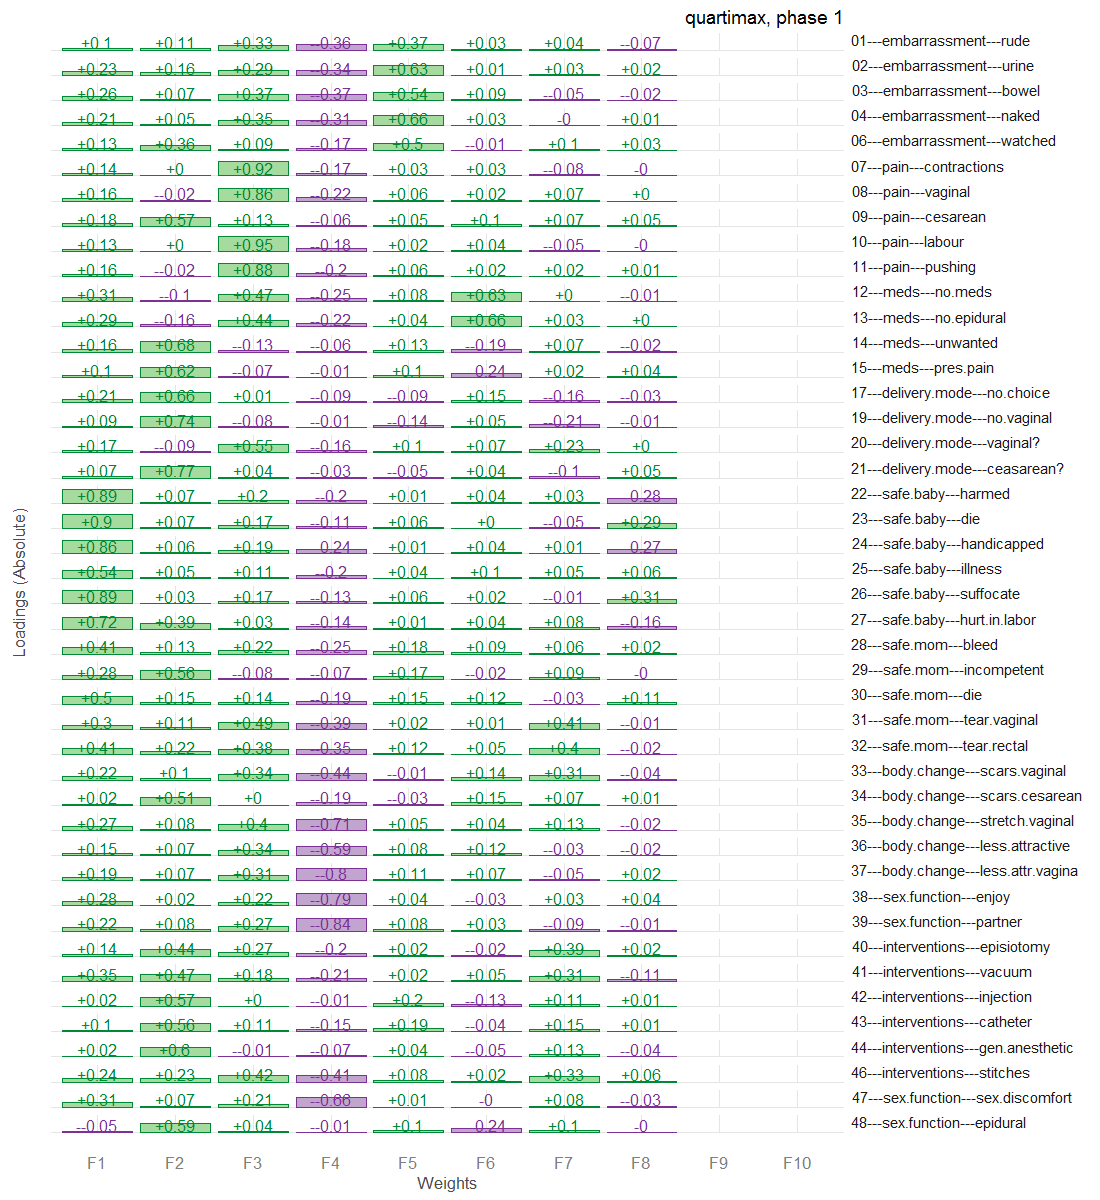 quartimax, phase 1
+0.1 +0.11 +0.33 --0.36 +0.37 +0.03 +0.04 --0.07 01---embarrassment---rude
+0.23 +0.16 +0.29 --0.34 +0.63 +0.01 +0.03 +0.02 02---embarrassment---urine
+0.26 +0.07 +0.37 --0.37 +0.54 +0.09 --0.05 --0.02 03---embarrassment---bowel
+0.21 +0.05 +0.35 --0.31 +0.66 +0.03 -0 +0.01 04---embarrassment---naked
+0.13 +0.36 +0.09 --0.17 +0.5 --0.01 +0.1 +0.03 06---embarrassment---watched
+0.14 +0 +0.92 --0.17 +0.03 +0.03 --0.08 -0 07---pain---contractions
+0.16 --0.02 +0.86 --0.22 +0.06 +0.02 +0.07 +0 08---pain---vaginal
+0.18 +0.57 +0.13 --0.06 +0.05 +0.1 +0.07 +0.05 09---pain---cesarean
+0.13 +0 +0.95 --0.18 +0.02 +0.04 --0.05 -0 10---pain---labour
+0.16 --0.02 +0.88 --0.2 +0.06 +0.02 +0.02 +0.01 11---pain---pushing
+0.31 --0.1 +0.47 --0.25 +0.08 +0.63 +0 --0.01 12---meds---no.meds
+0.29 --0.16 +0.44 --0.22 +0.04 +0.66 +0.03 +0 13---meds---no.epidural
+0.16 +0.68 --0.13 --0.06 +0.13 --0.19 +0.07 --0.02 14---meds---unwanted
+0.1 +0.62 --0.07 --0.01 +0.1 --0.24 +0.02 +0.04 15---meds---pres.pain
+0.21 +0.66 +0.01 --0.09 --0.09 +0.15 --0.16 --0.03 17---delivery.mode---no.choice
+0.09 +0.74 --0.08 --0.01 --0.14 +0.05 --0.21 --0.01 19---delivery.mode---no.vaginal
+0.17 --0.09 +0.55 --0.16 +0.1 +0.07 +0.23 +0 20---delivery.mode---vaginal?
+0.07 +0.77 +0.04 --0.03 --0.05 +0.04 --0.1 +0.05 21---delivery.mode---ceasarean?
+0.89 +0.07 +0.2 --0.2 +0.01 +0.04 +0.03 --0.28 22---safe.baby---harmed
+0.9 +0.07 +0.17 --0.11 +0.06 +0 --0.05 +0.29 23---safe.baby---die
+0.86 +0.06 +0.19 --0.24 +0.01 +0.04 +0.01 --0.27 24---safe.baby---handicapped
+0.54 +0.05 +0.11 --0.2 +0.04 +0.1 +0.05 +0.06 25---safe.baby---illness
+0.89 +0.03 +0.17 --0.13 +0.06 +0.02 --0.01 +0.31 26---safe.baby---suffocate
+0.72 +0.39 +0.03 --0.14 +0.01 +0.04 +0.08 --0.16 27---safe.baby---hurt.in.labor
+0.41 +0.13 +0.22 --0.25 +0.18 +0.09 +0.06 +0.02 28---safe.mom---bleed
+0.28 +0.56 --0.08 --0.07 +0.17 --0.02 +0.09 -0 29---safe.mom---incompetent
+0.5 +0.15 +0.14 --0.19 +0.15 +0.12 --0.03 +0.11 30---safe.mom---die
+0.3 +0.11 +0.49 --0.39 +0.02 +0.01 +0.41 --0.01 31---safe.mom---tear.vaginal
+0.41 +0.22 +0.38 --0.35 +0.12 +0.05 +0.4 --0.02 32---safe.mom---tear.rectal
+0.22 +0.1 +0.34 --0.44 --0.01 +0.14 +0.31 --0.04 33---body.change---scars.vaginal
+0.02 +0.51 +0 --0.19 --0.03 +0.15 +0.07 +0.01 34---body.change---scars.cesarean
+0.27 +0.08 +0.4 --0.71 +0.05 +0.04 +0.13 --0.02 35---body.change---stretch.vaginal
+0.15 +0.07 +0.34 --0.59 +0.08 +0.12 --0.03 --0.02 36---body.change---less.attractive
+0.19 +0.07 +0.31 --0.8 +0.11 +0.07 --0.05 +0.02 37---body.change---less.attr.vagina
+0.28 +0.02 +0.22 --0.79 +0.04 --0.03 +0.03 +0.04 38---sex.function---enjoy
+0.22 +0.08 +0.27 --0.84 +0.08 +0.03 --0.09 --0.01 39---sex.function---partner
+0.14 +0.44 +0.27 --0.2 +0.02 --0.02 +0.39 +0.02 40---interventions---episiotomy
+0.35 +0.47 +0.18 --0.21 +0.02 +0.05 +0.31 --0.11 41---interventions---vacuum
+0.02 +0.57 +0 --0.01 +0.2 --0.13 +0.11 +0.01 42---interventions---injection
+0.1 +0.56 +0.11 --0.15 +0.19 --0.04 +0.15 +0.01 43---interventions---catheter
+0.02 +0.6 --0.01 --0.07 +0.04 --0.05 +0.13 --0.04 44---interventions---gen.anesthetic
+0.24 +0.23 +0.42 --0.41 +0.08 +0.02 +0.33 +0.06 46---interventions---stitches
+0.31 +0.07 +0.21 --0.66 +0.01 -0 +0.08 --0.03 47---sex.function---sex.discomfort
--0.05 +0.59 +0.04 --0.01 +0.1 --0.24 +0.1 -0 48---sex.function---epidural
Loadings (Absolute)
F1 F2 F3 F4 F5 F6 F7 F8 F9 F10
Weights